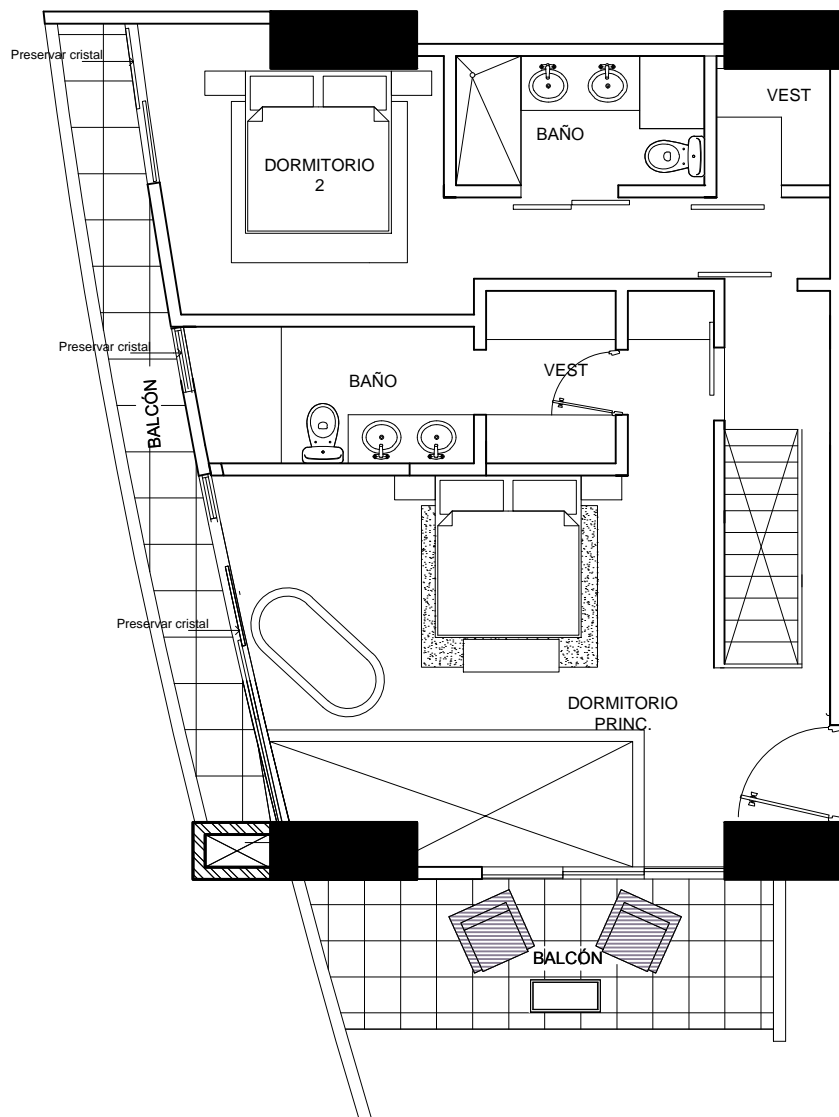 Preservar cristal
VEST
BAÑO
DORMITORIO
2
Preservar cristal
VEST
BAÑO
BALCÓN
Preservar cristal
DORMITORIO
PRINC.
BALCÓN